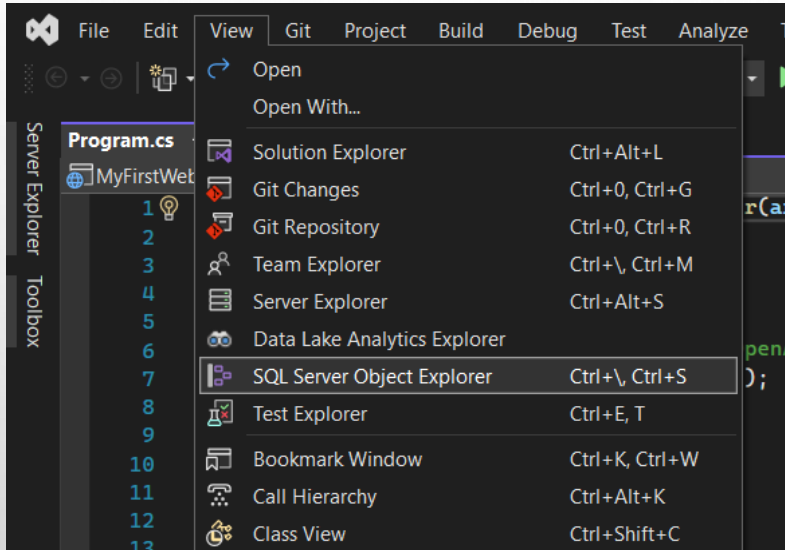 File Edit View Git Project Build Debug Test Analyze
Server Explorer
Toolbox
Program.cs
MyFirstWeb
1
2
3
4
5
6
7
8
9
10
11
12
13
Open
Open With...
Solution Explorer Ctrl+Alt+L
Git Changes Ctrl+0, Ctrl+G
Git Repository Ctrl+0, Ctrl+R
Team Explorer Ctrl+\, Ctrl+M
Server Explorer Ctrl+Alt+S
Data Lake Analytics Explorer
SQL Server Object Explorer Ctrl+\, Ctrl+S
Test Explorer Ctrl+E, T
Bookmark Window Ctrl+K, Ctrl+W
Call Hierarchy Ctrl+Alt+K
Class View Ctrl+Shift+C
r(a
pen
);